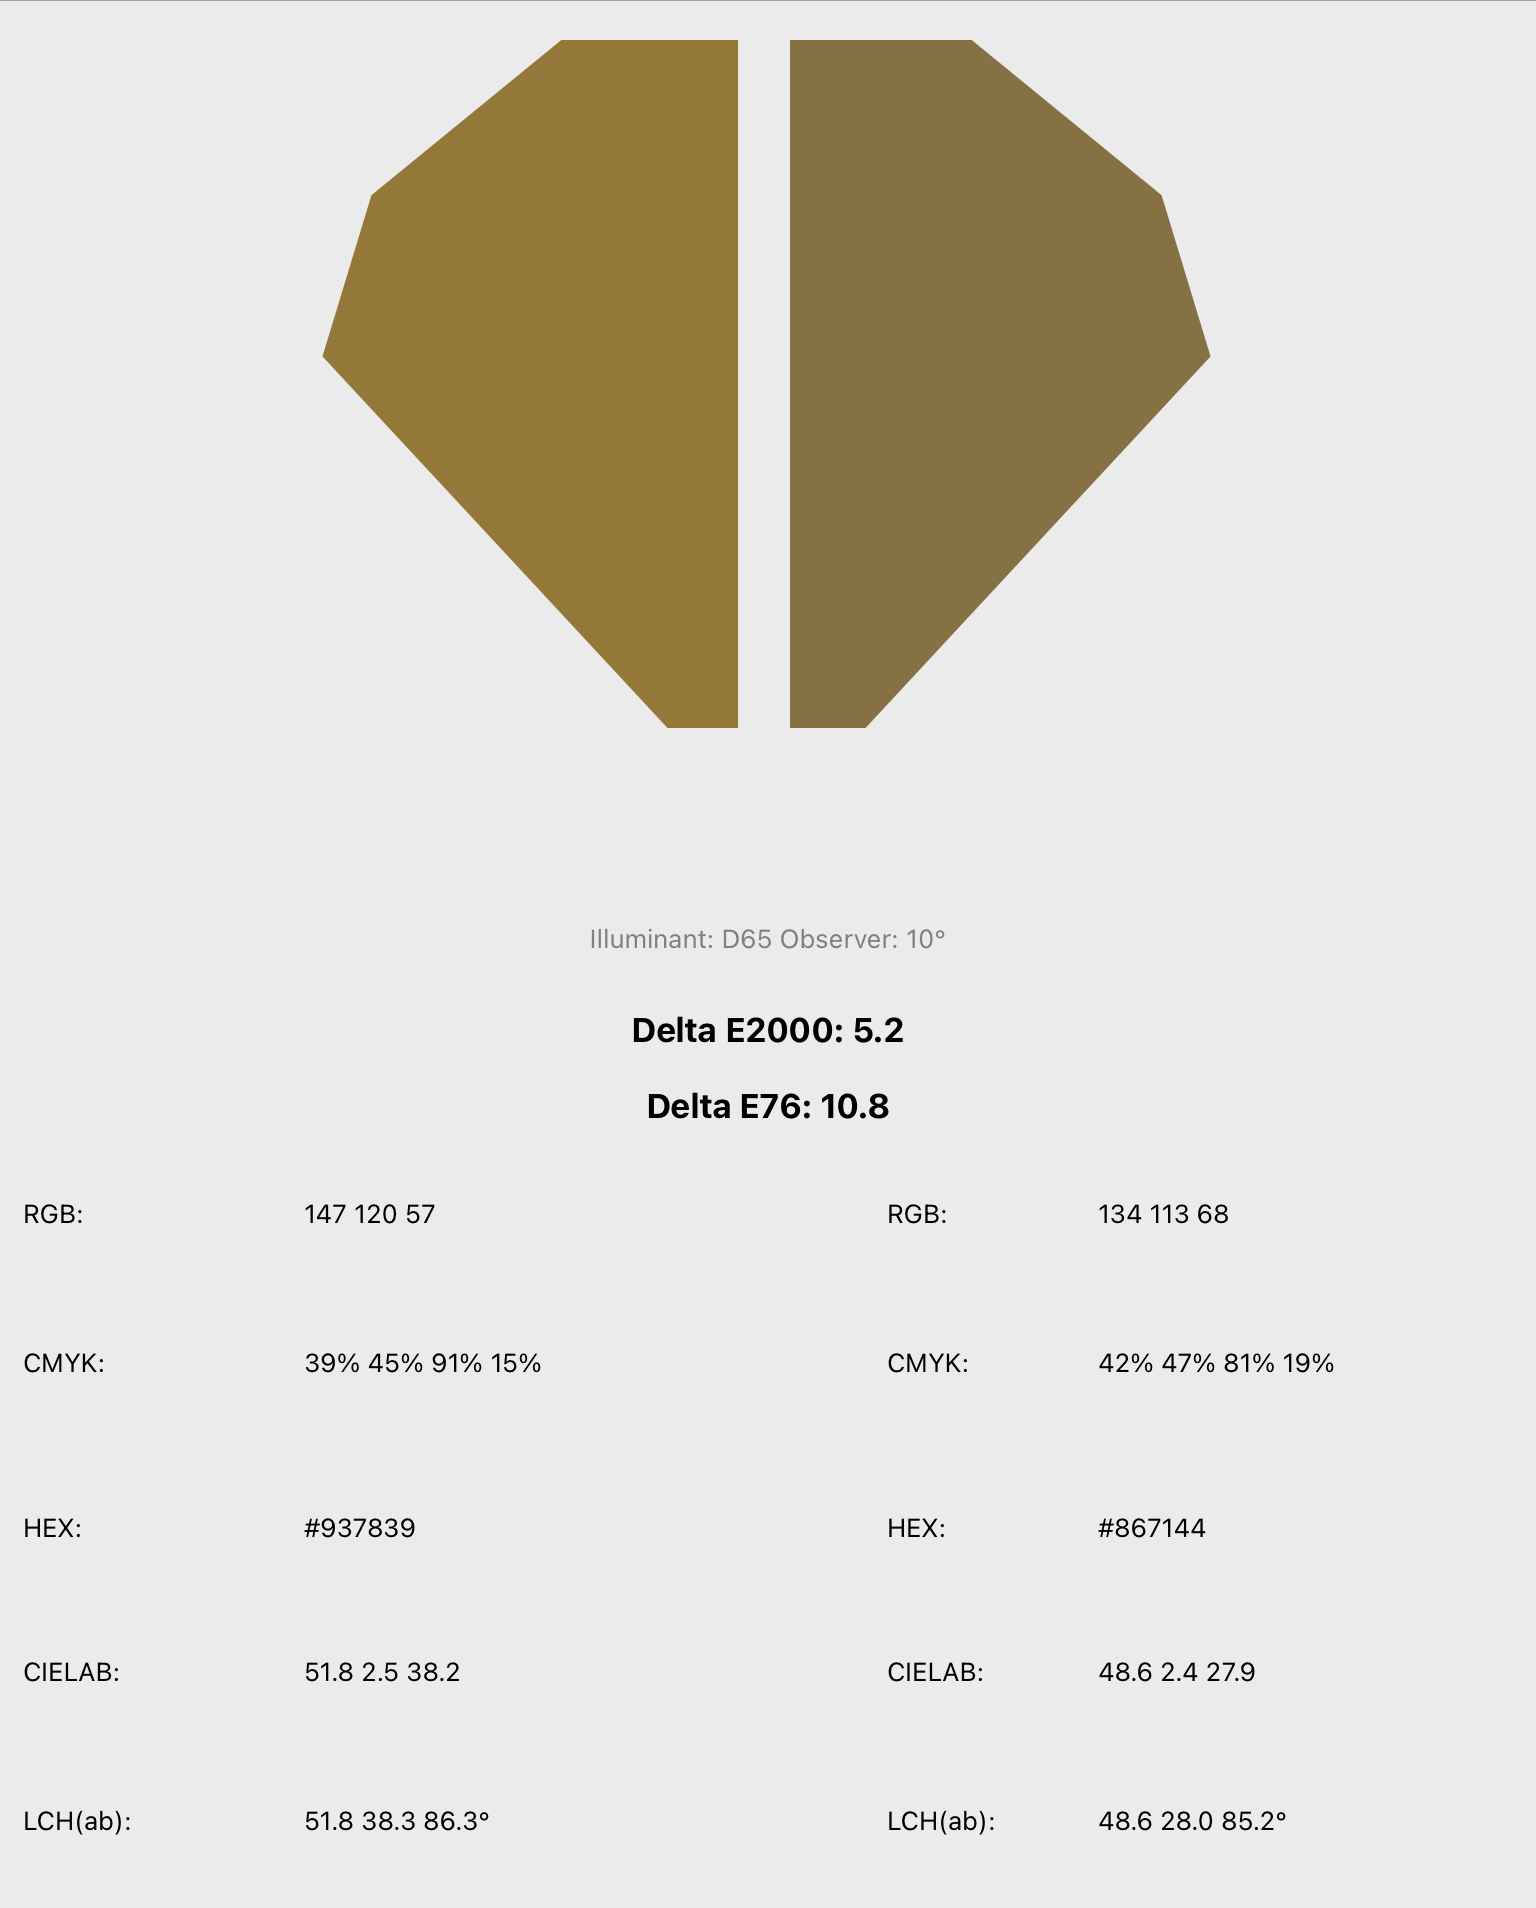 Illuminant: D65 Observer: 10°
Delta E2000: 5.2
Delta E76: 10.8
RGB: 147 120 57 RGB: 134 113 68
CMYK: 39% 45% 91% 15% CMYK: 42% 47% 81% 19%
HEX: #937839 HEX: #867144
CIELAB: 51.8 2.5 38.2 CIELAB: 48.6 2.4 27.9
LCH(ab): 51.8 38.3 86.3° LCH(ab): 48.6 28.0 85.2°